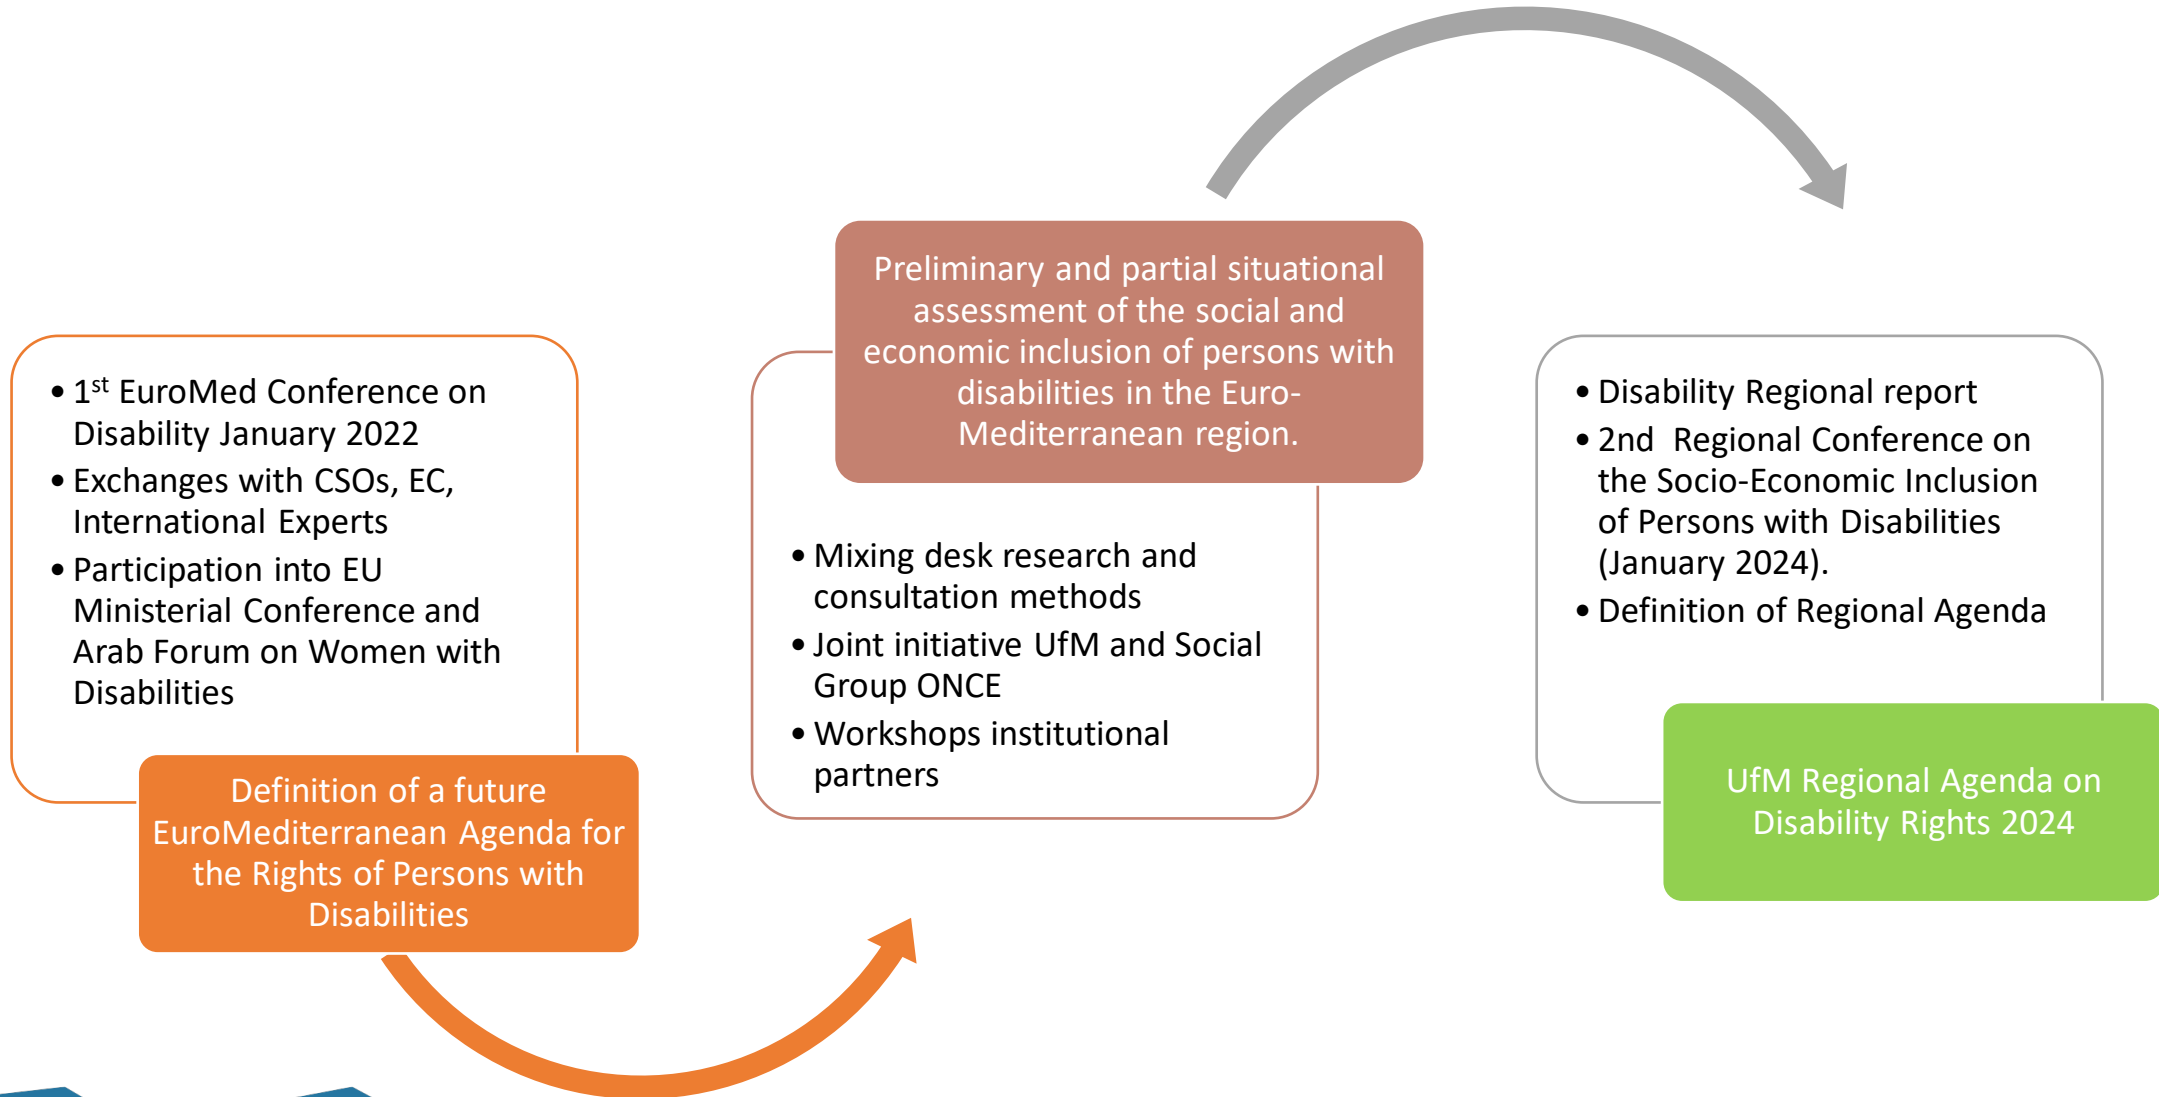 • 1st EuroMed Conference on
Disability January 2022
• Exchanges with CSOs, EC,
International Experts
• Participation into EU
Ministerial Conference and
Arab Forum on Women with
Disabilities
Definition of a future
EuroMediterranean Agenda for
the Rights of Persons with
Disabilities
Preliminary and partial situational
assessment of the social and
economic inclusion of persons with
disabilities in the Euro-
Mediterranean region.
• Mixing desk research and
consultation methods
• Joint initiative UfM and Social
Group ONCE
• Workshops institutional
partners
• Disability Regional report
• 2nd Regional Conference on
the Socio-Economic Inclusion
of Persons with Disabilities
(January 2024).
• Definition of Regional Agenda
UfM Regional Agenda on
Disability Rights 2024